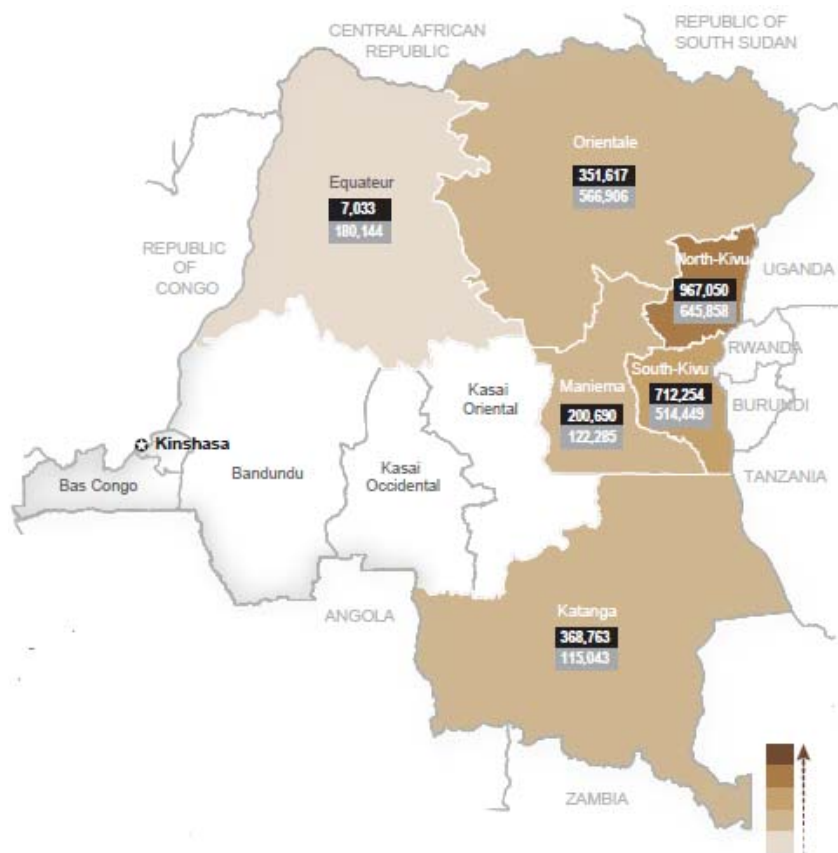 CENTRAL AFRICAN
REPUBLIC
REPUBLIC OF
SOUTH SUDAN
Orientale
351,617
566,906
Equateur
7,033
180,144
REPUBLIC
OF
CONGO
North-Kivu
967,050
645,858
UGANDA
RWANDA
South-Kivu
712,254
514,449
BURUNDI
Maniema
200,690
122,285
Kasai
Oriental
Kinshasa
Bas Congo
Bandundu
Kasai
Occidental
TANZANIA
ANGOLA
Katanga
368,763
115,043
ZAMBIA